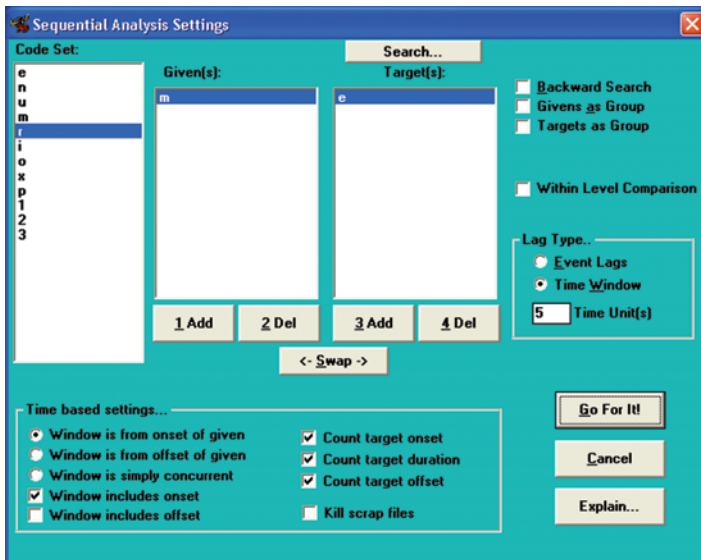 Sequential Analysis Settings
Code Set:
Search...
Given(s):
Target(s):
e
n
u
m
r
i
o
x
p
1
2
3
m
e
Backward Search
Givens as Group
Targets as Group
Within Level Comparison
Lag Type..
Event Lags
Time Window
5 Time Unit(s)
1 Add
2 Del
3 Add
4 Del
<- Swap ->
Time based settings...
Window is from onset of given
Window is from offset of given
Window is simply concurrent
Window includes onset
Window includes offset
Count target onset
Count target duration
Count target offset
Kill scrap files
Go For It!
Cancel
Explain...